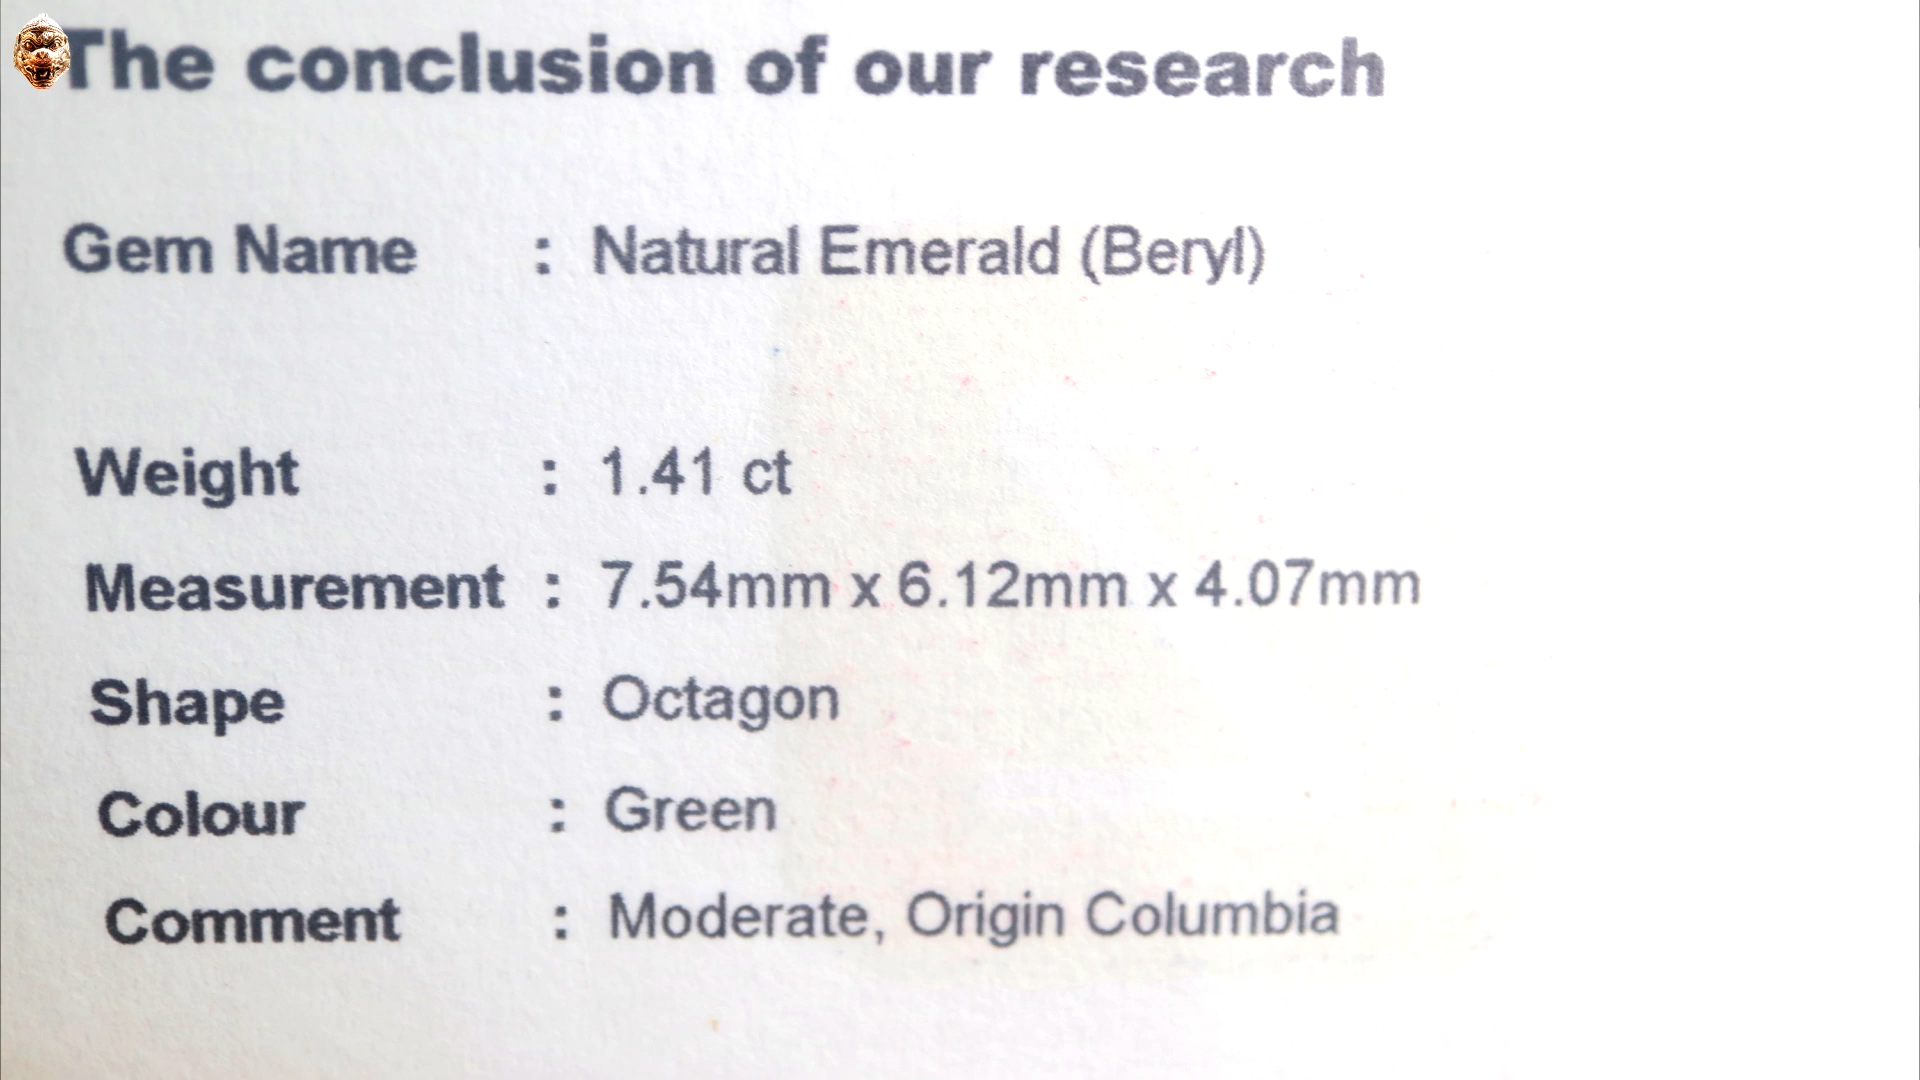 The conclusion of our research
Gem Name : Natural Emerald (Beryl)
Weight : 1.41 ct
Measurement : 7.54mm x 6.12mm x 4.07mm
Shape : Octagon
Colour : Green
Comment : Moderate, Origin Columbia